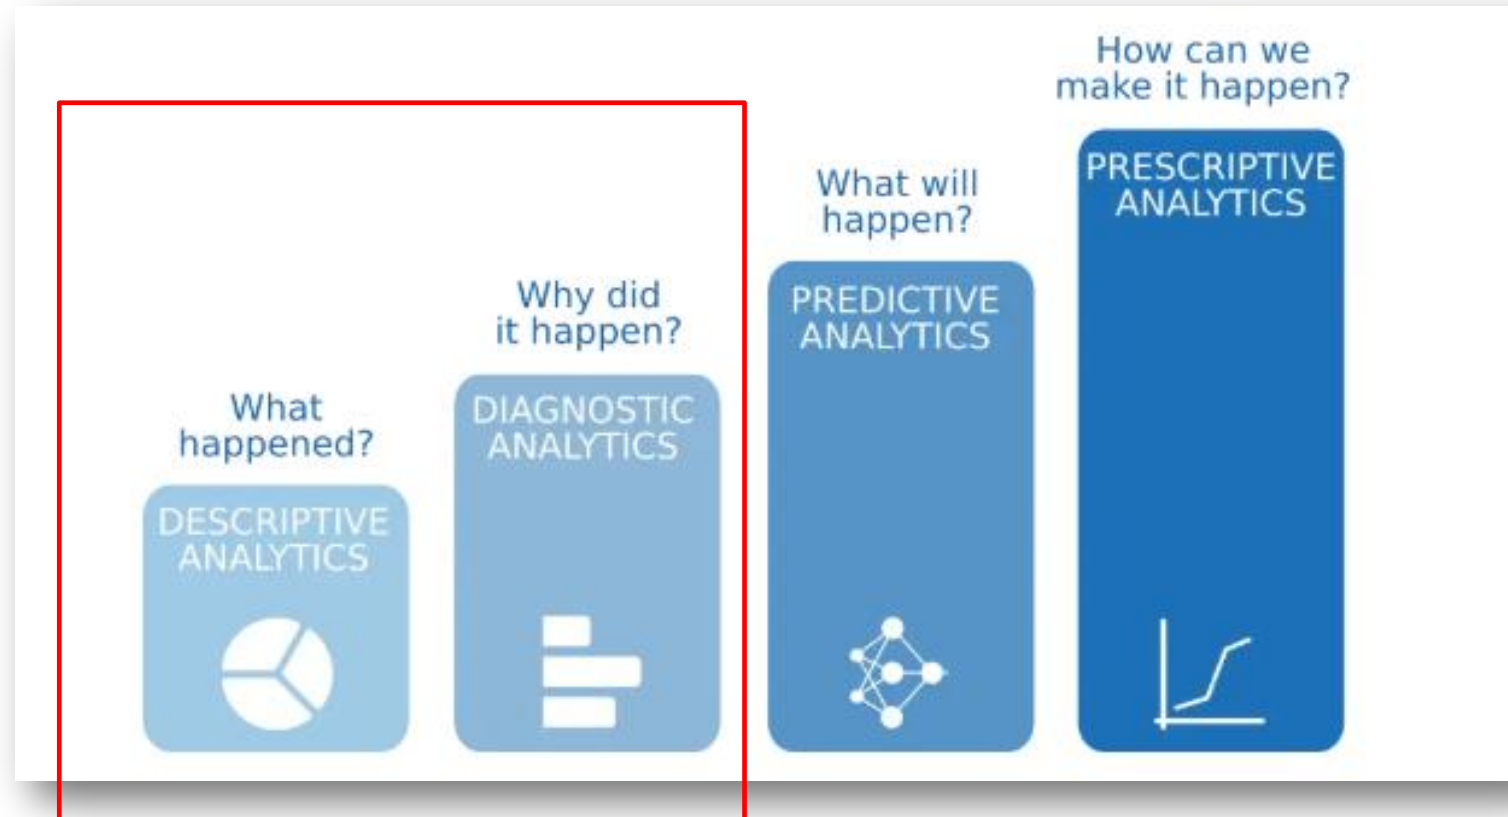 What
happened?
DESCRIPTIVE
ANALYTICS
Why did
it happen?
DIAGNOSTIC
ANALYTICS
What will
happen?
PREDICTIVE
ANALYTICS
How can we
make it happen?
PRESCRIPTIVE
ANALYTICS